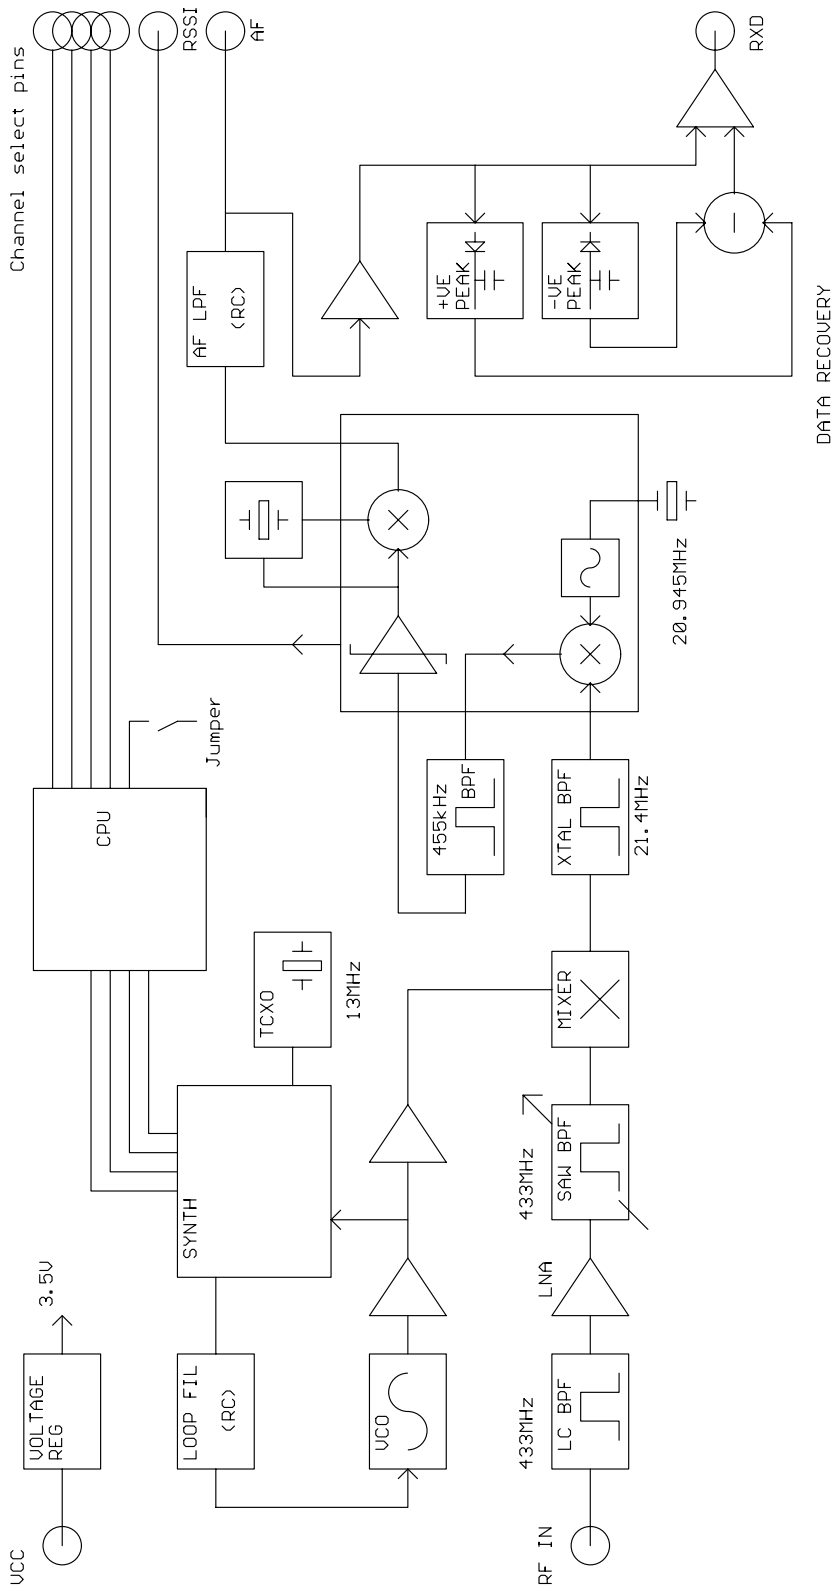 VCC
VOLTAGE
REG
3.5V
Channel select pins
RSSI
AF
RXD
CPU
Jumper
LOOP FIL
(RC)
SYNTH
TCXO
13MHz
AF LPF
(RC)
VCO
+VE
PEAK
-VE
PEAK
455kHz
BPF
RF IN
433MHz
LC BPF
LNA
433MHz
SAW BPF
MIXER
XTAL BPF
21.4MHz
20.945MHz
DATA RECOVERY